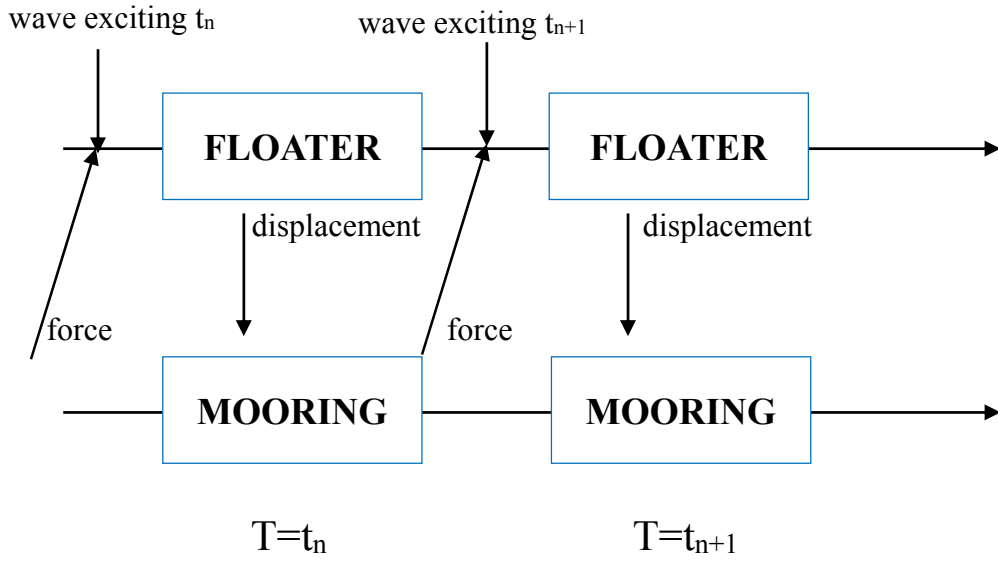 wave exciting tn
wave exciting tn+1
FLOATER
FLOATER
displacement
displacement
force
force
MOORING
MOORING
T=tn
T=tn+1